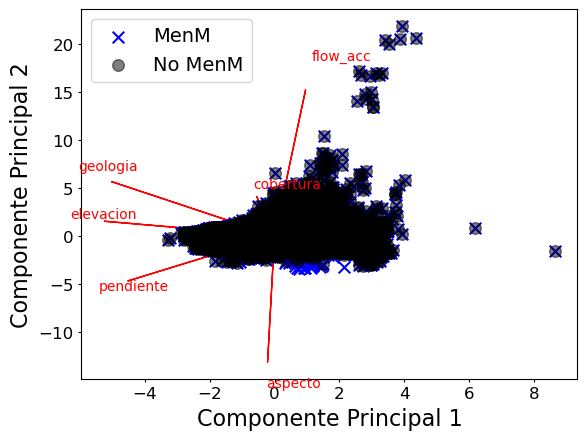 MenM
No MenM
flow_acc
geologia
cobertura
elevacion
pendiente
aspecto
Componente Principal 2
20
15
10
5
0
−5
−10
−4
−2
0
2
4
6
8
Componente Principal 1